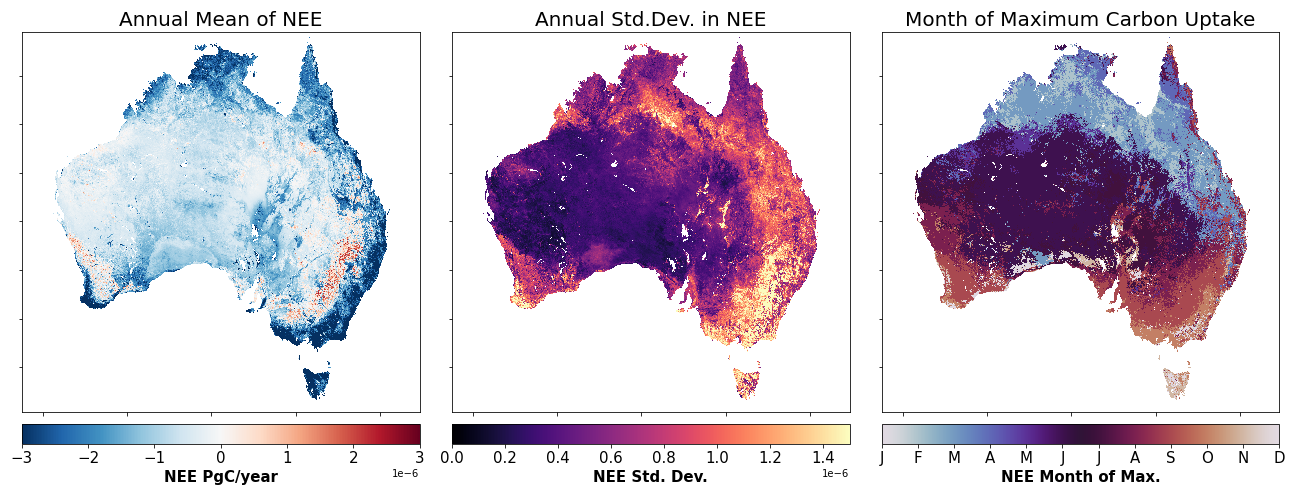 Annual Mean of NEE
Annual Std.Dev. in NEE
Month of Maximum Carbon Uptake
−3 −2 −1 0 1 2 3
1e−6
NEE PgC/year
0.0 0.2 0.4 0.6 0.8 1.0 1.2 1.4
1e−6
NEE Std. Dev.
J F M A M J J A S O N D
NEE Month of Max.